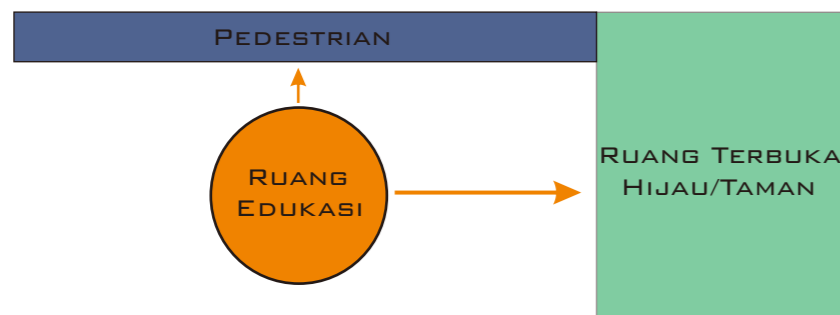 PEDESTRIAN
RUANG
EDUKASI
RUANG TERBUKA
HIJAU/TAMAN